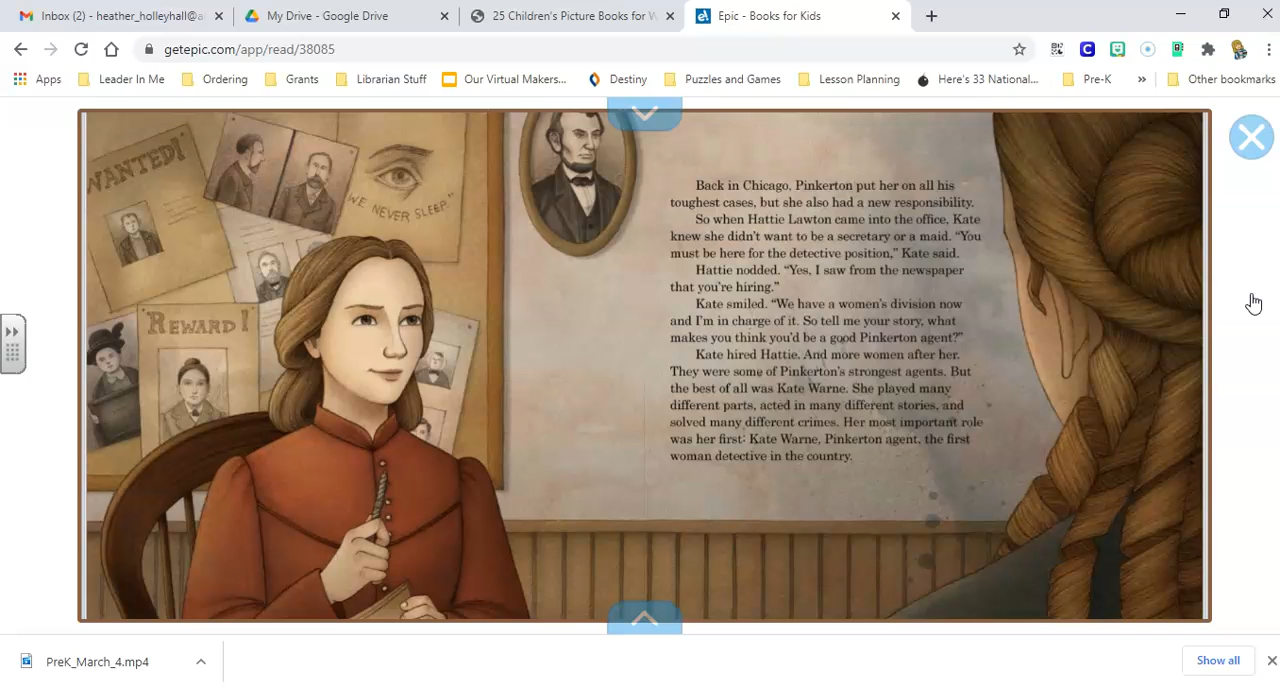 Inbox (2) - heather_holleyhall@a
My Drive - Google Drive
25 Children's Picture Books for W
Epic - Books for Kids
getepic.com/app/read/38085
Apps
Leader In Me
Ordering
Grants
Librarian Stuff
Our Virtual Makers...
Destiny
Puzzles and Games
Lesson Planning
Here's 33 National...
Pre-K
Other bookmarks
WANTED!
WE NEVER SLEEP."
REWARD!
Back in Chicago, Pinkerton put her on all his
toughest cases, but she also had a new responsibility.
So when Hattie Lawton came into the office, Kate
knew she didn't want to be a secretary or a maid. "You
must be here for the detective position," Kate said.
Hattie nodded. "Yes, I saw from the newspaper
that you're hiring."
Kate smiled. "We have a women's division now
and I'm in charge of it. So tell me your story, what
makes you think you'd be a good Pinkerton agent?"
Kate hired Hattie. And more women after her.
They were some of Pinkerton's strongest agents. But
the best of all was Kate Warne. She played many
different parts, acted in many different stories, and
solved many different crimes. Her most important role
was her first: Kate Warne, Pinkerton agent, the first
woman detective in the country.
PreK_March_4.mp4
Show all